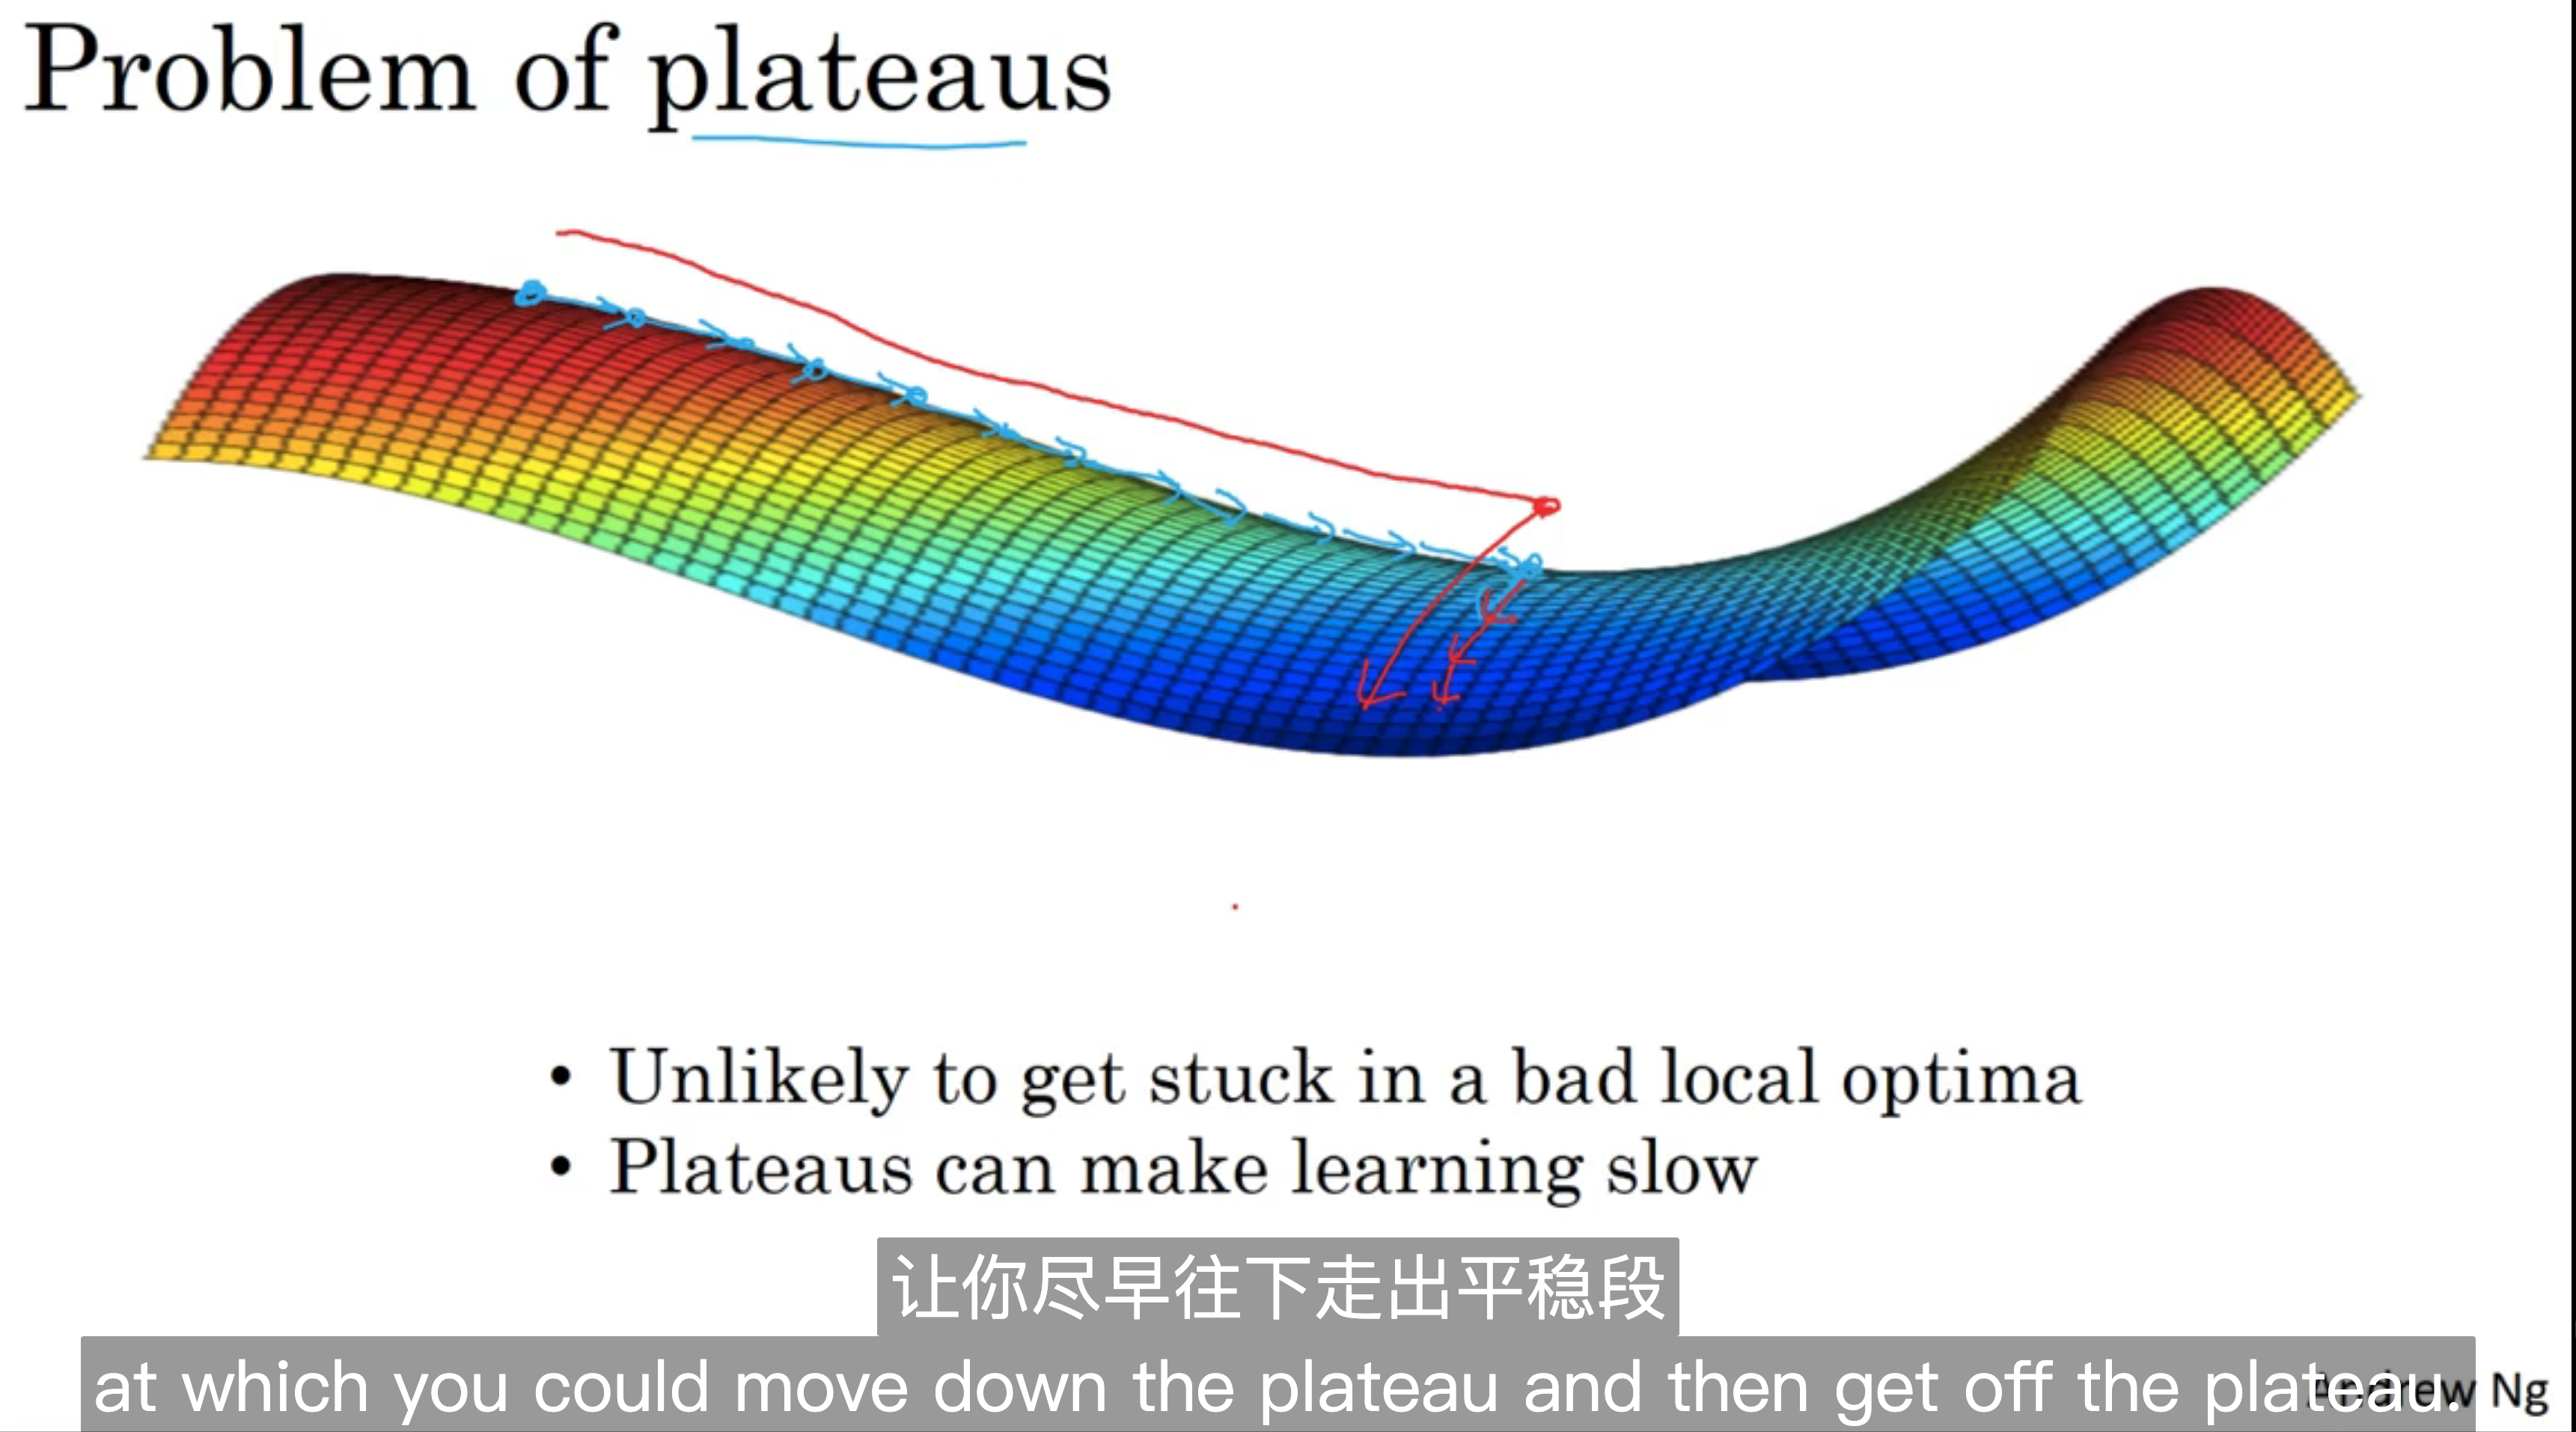 Problem of plateaus
• Unlikely to get stuck in a bad local optima
• Plateaus can make learning slow
让你尽早往下走出平稳段
at which you could move down the plateau and then get off the plateau.
Andrew Ng